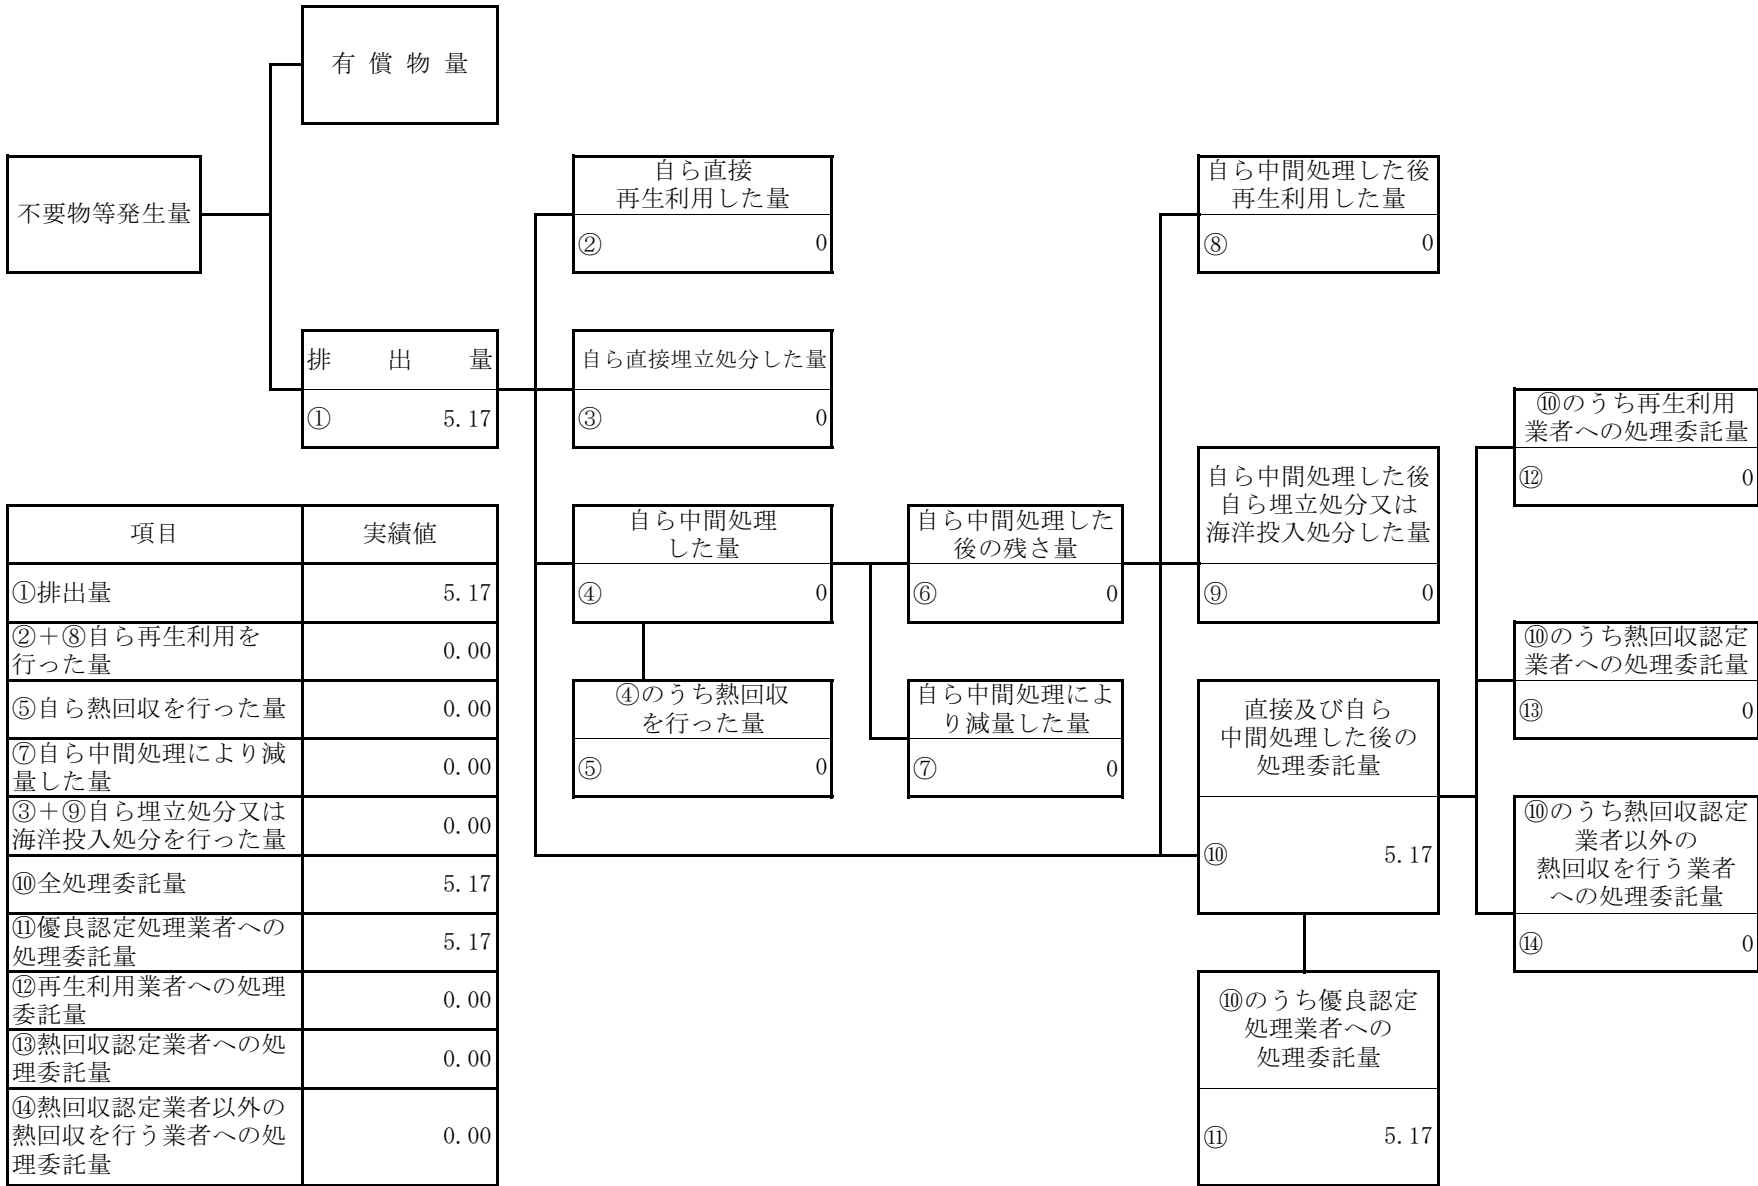 有償物量
不要物等発生量
排出量
① 5.17
自ら直接
再生利用した量
② 0
自ら直接埋立処分した量
③ 0
自ら中間処理
した量
④ 0
④のうち熱回収
を行った量
⑤ 0
自ら中間処理した
後の残さ量
⑥ 0
自ら中間処理によ
り減量した量
⑦ 0
自ら中間処理した後
再生利用した量
⑧ 0
自ら中間処理した後
自ら埋立処分又は
海洋投入処分した量
⑨ 0
直接及び自ら
中間処理した後の
処理委託量
⑩ 5.17
⑩のうち優良認定
処理業者への
処理委託量
⑪ 5.17
⑩のうち再生利用
業者への処理委託量
⑫ 0
⑩のうち熱回収認定
業者への処理委託量
⑬ 0
⑩のうち熱回収認定
業者以外の
熱回収を行う業者
への処理委託量
⑭ 0
項目 実績値
①排出量 5.17
②＋⑧自ら再生利用を
行った量 0.00
⑤自ら熱回収を行った量 0.00
⑦自ら中間処理により減
量した量 0.00
③＋⑨自ら埋立処分又は
海洋投入処分を行った量 0.00
⑩全処理委託量 5.17
⑪優良認定処理業者への
処理委託量 5.17
⑫再生利用業者への処理
委託量 0.00
⑬熱回収認定業者への処
理委託量 0.00
⑭熱回収認定業者以外の
熱回収を行う業者への処
理委託量 0.00